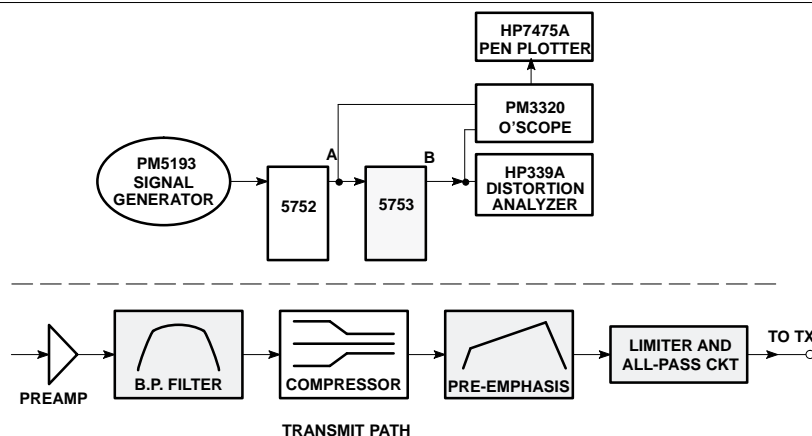 HP7475A
PEN PLOTTER
PM3320
O'SCOPE
PM5193
SIGNAL
GENERATOR
A
B
5752
5753
HP339A
DISTORTION
ANALYZER
PREAMP
B.P. FILTER
COMPRESSOR
PRE-EMPHASIS
LIMITER AND
ALL-PASS CKT
TO TX
TRANSMIT PATH